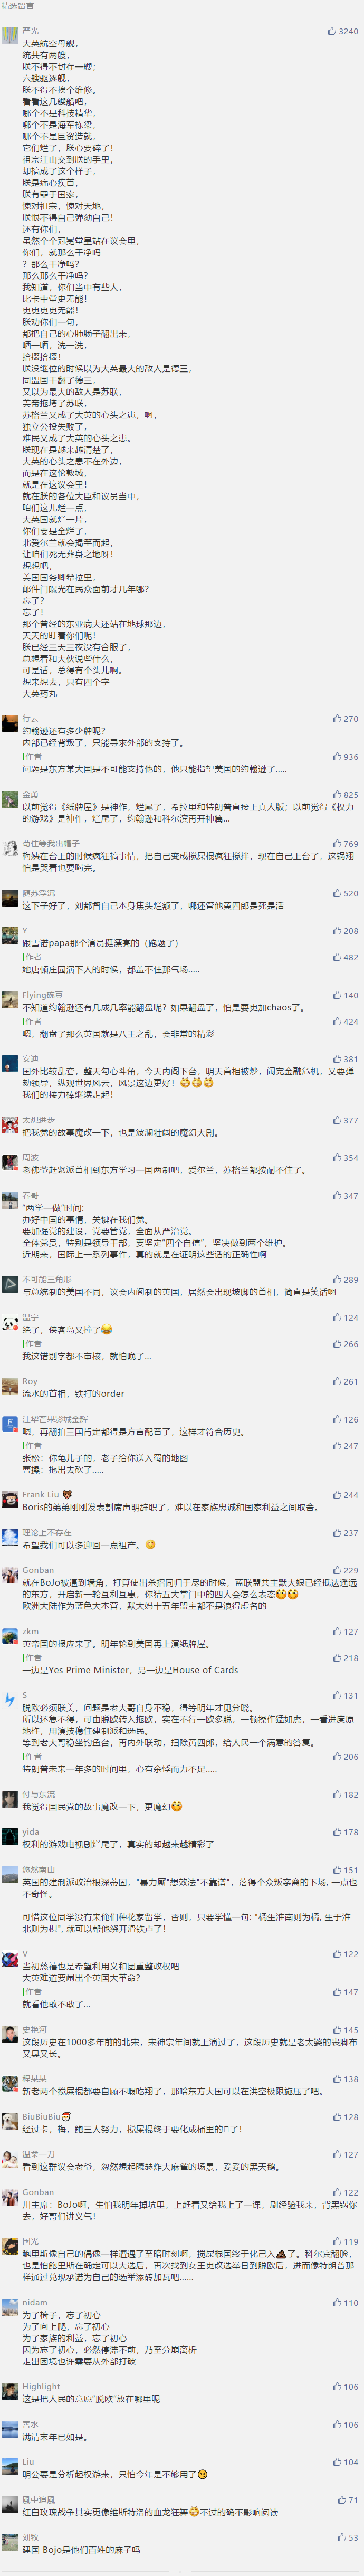 精选留言
严光
3240
大英航空母舰，
统共有两艘，
朕不得不封存一艘；
六艘驱逐舰，
朕不得不挨个维修。
看看这几艘船吧，
哪个不是科技精华，
哪个不是海军栋梁，
哪个不是巨资造就，
它们烂了，朕心要碎了！
祖宗江山交到朕的手里，
却搞成了这个样子，
朕是痛心疾首，
朕有罪于国家，
愧对祖宗，愧对天地，
朕恨不得自己弹劾自己！
还有你们，
虽然个个冠冕堂皇站在议会里，
你们，就那么干净吗
？那么干净吗？
那么那么干净吗？
我知道，你们当中有些人，
比卡中堂更无能！
更更更更无能！
朕劝你们一句，
都把自己的心肺肠子翻出来，
晒一晒，洗一洗，
拾掇拾掇！
朕没继位的时候以为大英最大的敌人是德三，
同盟国干翻了德三，
又以为最大的敌人是苏联，
美帝拖垮了苏联，
苏格兰又成了大英的心头之患，啊，
独立公投失败了，
难民又成了大英的心头之患。
朕现在是越来越清楚了，
大英的心头之患不在外边，
而是在这伦敦城，
就是在这议会里！
就在朕的各位大臣和议员当中，
咱们这儿烂一点，
大英国就烂一片，
你们要是全烂了，
北爱尔兰就会揭竿而起，
让咱们死无葬身之地呀！
想想吧，
美国国务卿希拉里，
邮件门曝光在民众面前才几年哪？
忘了？
忘了！
那个曾经的东亚病夫还站在地球那边，
天天的盯着你们呢！
朕已经三天三夜没有合眼了，
总想着和大伙说些什么，
可是话，总得有个头儿啊。
想来想去，只有四个字
大英药丸
行云
270
约翰逊还有多少牌呢？
内部已经背叛了，只能寻求外部的支持了。
作者
936
问题是东方某大国是不可能支持他的，他只能指望美国的约翰逊了.....
金勇
825
以前觉得《纸牌屋》是神作，烂尾了，希拉里和特朗普直接上真人版；以前觉得《权力的游戏》是神作，烂尾了，约翰逊和科尔宾再开神篇...
苟住等我出帽子
769
梅姨在台上的时候疯狂搞事情，把自己变成搅屎棍疯狂搅拌，现在自己上台了，这锅翔怕是哭着也要喝完。
随苏浮沉
520
这下子好了，刘都督自己本身焦头烂额了，哪还管他黄四郎是死是活
Y
208
跟雪诺papa那个演员挺漂亮的（跑题了）
作者
482
她唐顿庄园演下人的时候，都盖不住那气场.....
Flying碗豆
140
不知道约翰逊还有几成几率能翻盘呢？如果翻盘了，怕是要更加chaos了。
作者
424
嗯，翻盘了那么英国就是八王之乱，会非常的精彩
安迪
381
国外比较乱套，整天勾心斗角，今天内阁下台，明天首相被炒，闹完金融危机，又要弹劾领导，纵观世界风云，风景这边更好！
我们的接力棒继续走起！
太想进步
377
把我党的故事魔改一下，也是波澜壮阔的魔幻大剧。
周波
354
老佛爷赶紧派首相到东方学习一国两制吧，爱尔兰，苏格兰都按耐不住了。
春哥
347
“两学一做”时间：
办好中国的事情，关键在我们党。
要加强党的建设，党要管党，全面从严治党。
全体党员，特别是领导干部，要坚定“四个自信”，坚决做到两个维护。
近期来，国际上一系列事件，真的就是在证明这些话的正确性啊
不可能三角形
289
与总统制的美国不同，议会内阁制的英国，居然会出现坡脚的首相，简直是笑话啊
温宁
124
绝了，侠客岛又撞了
作者
266
我这错别字都不审核，就怕晚了...
Roy
261
流水的首相，铁打的order
江华芒果影城金辉
126
嗯，再翻拍三国肯定都得是方言配音了，这样才符合历史。
作者
247
张松：你龟儿子的，老子给你送入蜀的地图
曹操：拖出去砍了.....
Frank Liu
244
Boris的弟弟刚刚发表割席声明辞职了，难以在家族忠诚和国家利益之间取舍。
理论上不存在
237
希望我们可以多迎回一点祖产。
Gonban
229
就在BoJo被逼到墙角，打算使出杀招同归于尽的时候，蓝联盟共主默大娘已经抵达遥远的东方，开启新一轮互利互惠，你猜五大掌门中的四人会怎么表态
欧洲大陆作为蓝色大本营，默大妈十五年盟主都不是浪得虚名的
zkm
127
英帝国的报应来了。明年轮到美国再上演纸牌屋。
作者
218
一边是Yes Prime Minister，另一边是House of Cards
S
131
脱欧必须联美，问题是老大哥自身不稳，得等明年才见分晓。
所以还急不得，可由脱欧转入拖欧，实在不行一欧多脱，一顿操作猛如虎，一看进度原地杵，用演技稳住建制派和选民。
等到老大哥稳坐钓鱼台，再内外联动，扫除黄四郎，给人民一个满意的答复。
作者
206
特朗普未来一年多的时间里，心有余悸而力不足.....
付与东流
182
我觉得国民党的故事魔改一下，更魔幻
yida
178
权利的游戏电视剧烂尾了，真实的却越来越精彩了
悠然南山
151
英国的建制派政治根深蒂固，"暴力厮"想效法"不靠谱"，落得个众叛亲离的下场，一点也不奇怪。
可惜这位同学没有来俺们种花家留学，否则，只要学懂一句："橘生淮南则为橘，生于淮北则为枳"，就可以帮他绕开滑铁卢了！
V
122
当初慈禧也是希望利用义和团重整政权吧
大英难道要闹出个英国大革命？
作者
147
就看他敢不敢了...
史艳河
145
这段历史在1000多年前的北宋，宋神宗年间就上演过了，这段历史就是老太婆的裹脚布又臭又长。
程某某
138
新老两个搅屎棍都要自顾不暇吃翔了，那啥东方大国可以在洪空极限施压了吧。
BiuBiuBiu
128
经过卡，梅，鲍三人努力，搅屎棍终于要化成桶里的了！
温柔一刀
127
看到这群议会老爷，忽然想起曦瑟炸大麻雀的场景，妥妥的黑天鹅。
Gonban
122
川主席：BoJo啊，生怕我明年掉坑里，上赶着又给我上了一课，刷经验我来，背黑锅你去，好哥们讲义气！
国光
119
鲍里斯像自己的偶像一样遭遇了至暗时刻啊，搅屎棍国终于化己入了。科尔宾翻脸，也是怕鲍里斯在确定可以大选后，再次找到女王更改选举日到脱欧后，进而像特朗普那样通过兑现承诺为自己的选举添砖加瓦吧......
nidam
110
为了椅子，忘了初心
为了向上爬，忘了初心
为了家族的利益，忘了初心
因为忘了初心，必然停滞不前，乃至分崩离析
走出困境也许需要从外部打破
Highlight
106
这是把人民的意愿“脱欧”放在哪里呢
善水
106
满清末年已如是。
Liu
104
明公要是分析起权游来，只怕今年是不够用了
風中追風
71
红白玫瑰战争其实更像维斯特洛的血龙狂舞不过的确不影响阅读
刘牧
53
建国 Bojo是他们百姓的麻子吗